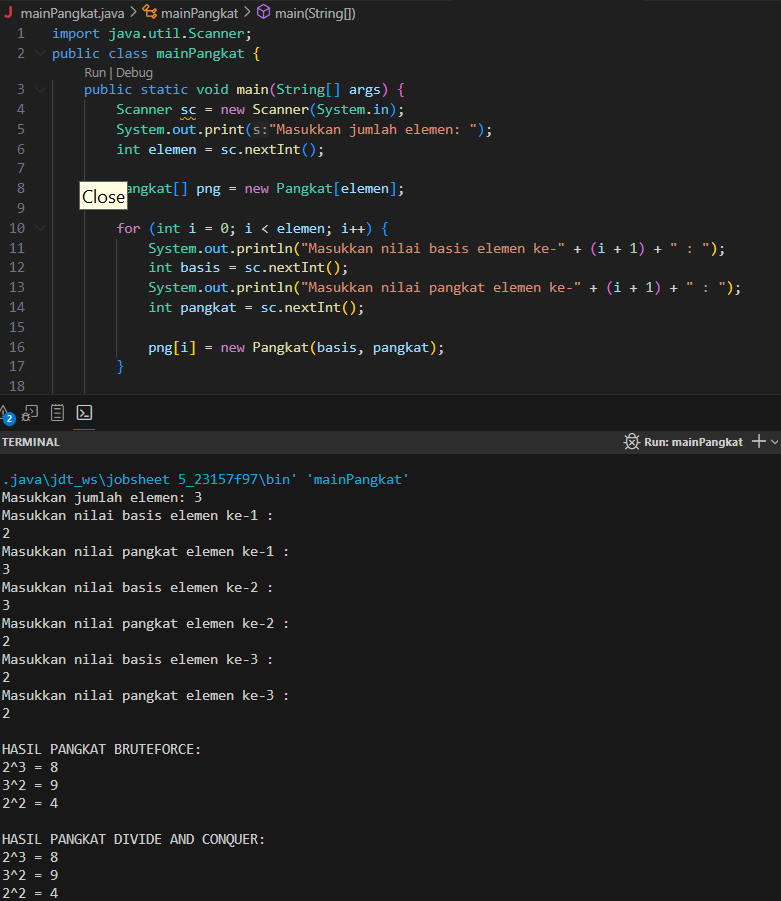 mainPangkat.java > mainPangkat > main(String[])
1 import java.util.Scanner;
2 public class mainPangkat {
Run | Debug
3 public static void main(String[] args) {
4 Scanner sc = new Scanner(System.in);
5 System.out.print(s:"Masukkan jumlah elemen: ");
6 int elemen = sc.nextInt();
7
8 angkat[] png = new Pangkat[elemen];
Close
9
10 for (int i = 0; i < elemen; i++) {
11 System.out.println("Masukkan nilai basis elemen ke-" + (i + 1) + " : ");
12 int basis = sc.nextInt();
13 System.out.println("Masukkan nilai pangkat elemen ke-" + (i + 1) + " : ");
14 int pangkat = sc.nextInt();
15
16 png[i] = new Pangkat(basis, pangkat);
17 }
18
2
TERMINAL Run: mainPangkat
.java\jdt_ws\jobsheet 5_23157f97\bin' 'mainPangkat'
Masukkan jumlah elemen: 3
Masukkan nilai basis elemen ke-1 :
2
Masukkan nilai pangkat elemen ke-1 :
3
Masukkan nilai basis elemen ke-2 :
3
Masukkan nilai pangkat elemen ke-2 :
2
Masukkan nilai basis elemen ke-3 :
2
Masukkan nilai pangkat elemen ke-3 :
2
HASIL PANGKAT BRUTEFORCE:
2^3 = 8
3^2 = 9
2^2 = 4
HASIL PANGKAT DIVIDE AND CONQUER:
2^3 = 8
3^2 = 9
2^2 = 4